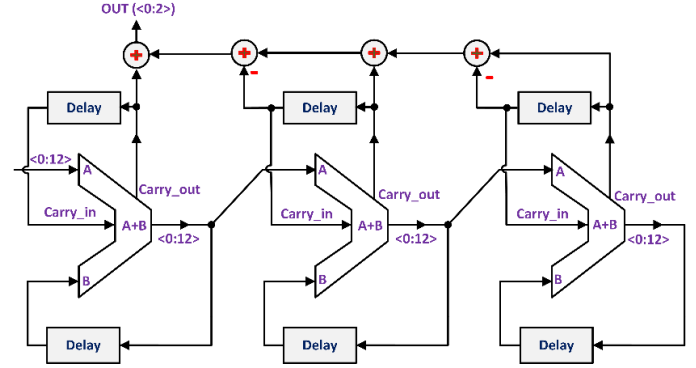 OUT (<0:2>)
+ + + +
- -
Delay Delay Delay
<0:12>
A A A
Carry_out Carry_out Carry_out
Carry_in A+B <0:12> Carry_in A+B <0:12> Carry_in A+B <0:12>
B B B
Delay Delay Delay